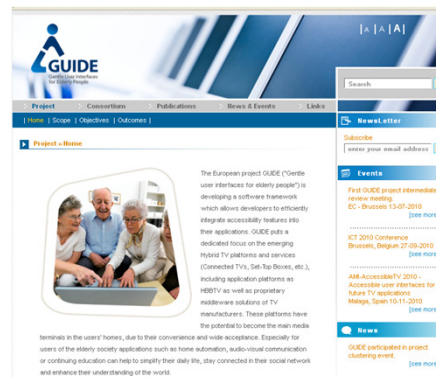 |A |A |A|
GUIDE
Gentle User Interfaces
for Elderly People
Search
Project
Consortium
Publications
News & Events
Links
| Home | Scope | Objectives | Outcomes |
Project » Home
The European project GUIDE ("Gentle
user interfaces for elderly people") is
developing a software framework
which allows developers to efficiently
integrate accessibility features into
their applications. GUIDE puts a
dedicated focus on the emerging
Hybrid TV platforms and services
(Connected TVs, Set-Top Boxes, etc.),
including application platforms as
HBBTV as well as proprietary
middleware solutions of TV
manufacturers. These platforms have
the potential to become the main media
terminals in the users' homes, due to their convenience and wide acceptance. Especially for
users of the elderly society applications such as home automation, audio-visual communication
or continuing education can help to simplify their daily life, stay connected in their social network
and enhance their understanding of the world.
NewsLetter
Subscribe
enter your email address
Events
First GUIDE project intermediate
review meeting.
EC - Brussels 13-07-2010
[see more
ICT 2010 Conference
Brussels, Belgium 27-09-2010
[see more
AMI-AccessibleTV 2010 -
Accessible user interfaces for
future TV applications
Malaga, Spain 10-11-2010
[see more
News
GUIDE participated in project
clustering event.
[see more